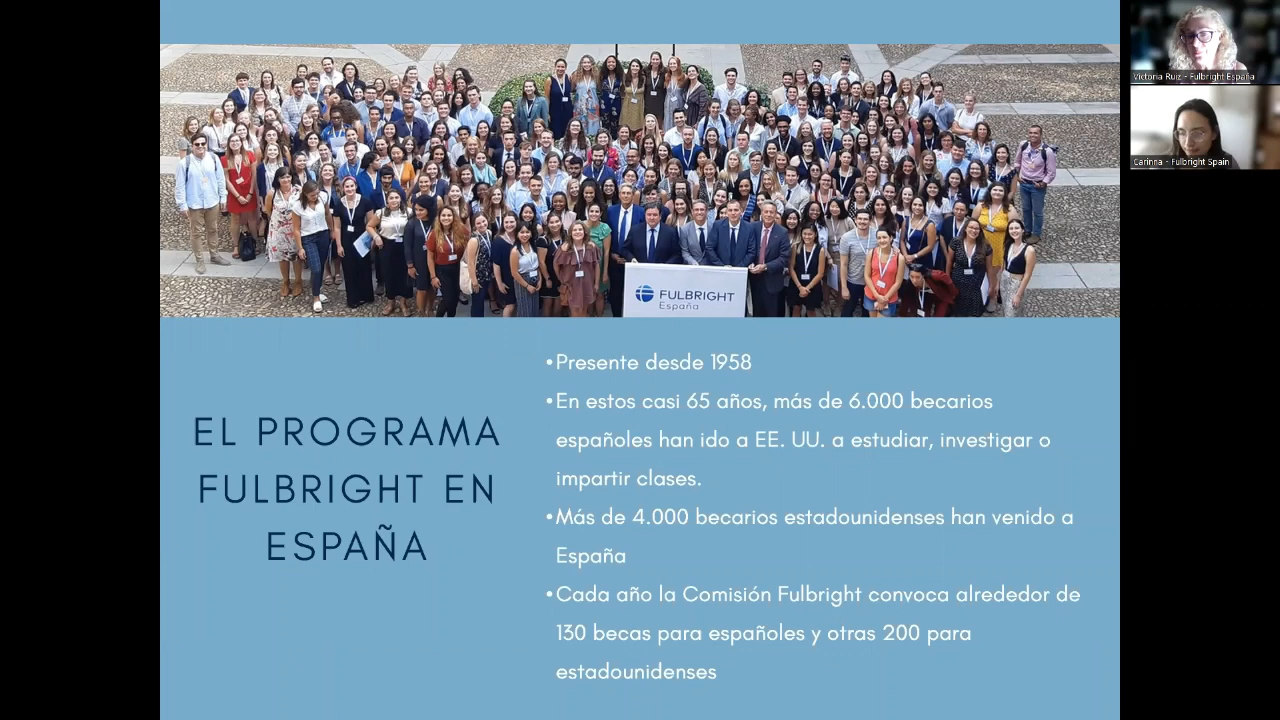 FULBRIGHT
España
EL PROGRAMA
FULBRIGHT EN
ESPAÑA
•Presente desde 1958
•En estos casi 65 años, más de 6.000 becarios
españoles han ido a EE. UU. a estudiar, investigar o
impartir clases.
•Más de 4.000 becarios estadounidenses han venido a
España
•Cada año la Comisión Fulbright convoca alrededor de
130 becas para españoles y otras 200 para
estadounidenses
Victoria Ruiz - Fulbright España
Carinna - Fulbright Spain